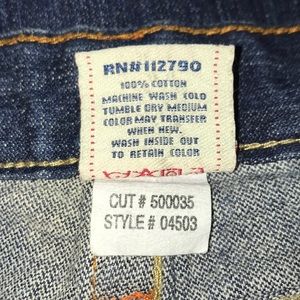 RN#112790
100% COTTON
MACHINE WASH COLD
TUMBLE DRY MEDIUM
COLOR MAY TRANSFER
WHEN NEW.
WASH INSIDE OUT
TO RETAIN COLOR
CUT # 500035
STYLE # 04503